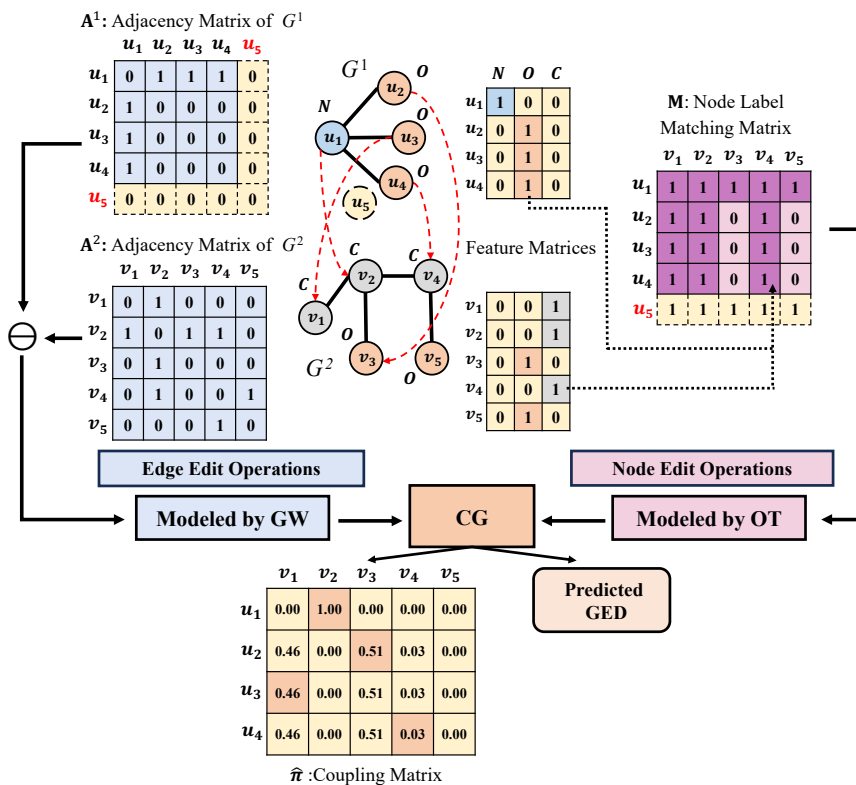 A¹: Adjacency Matrix of G¹
u₁ u₂ u₃ u₄ u₅
u₁ 0 1 1 1 0
u₂ 1 0 0 0 0
u₃ 1 0 0 0 0
u₄ 1 0 0 0 0
u₅ 0 0 0 0 0
A²: Adjacency Matrix of G²
v₁ v₂ v₃ v₄ v₅
v₁ 0 1 0 0 0
v₂ 1 0 1 1 0
v₃ 0 1 0 0 0
v₄ 0 1 0 0 1
v₅ 0 0 0 1 0
G¹
O
u₂
N
O
u₁
u₃
O
u₄
u₅
C
C
v₂
v₄
C
v₁
O
v₃
v₅
G²
O
N O C
u₁ 1 0 0
u₂ 0 1 0
u₃ 0 1 0
u₄ 0 1 0
Feature Matrices
v₁ 0 0 1
v₂ 0 0 1
v₃ 0 1 0
v₄ 0 0 1
v₅ 0 1 0
M: Node Label
Matching Matrix
v₁ v₂ v₃ v₄ v₅
u₁ 1 1 1 1 1
u₂ 1 1 0 1 0
u₃ 1 1 0 1 0
u₄ 1 1 0 1 0
u₅ 1 1 1 1 1
Edge Edit Operations
Node Edit Operations
Modeled by GW
CG
Modeled by OT
Predicted
GED
v₁ v₂ v₃ v₄ v₅
u₁ 0.00 1.00 0.00 0.00 0.00
u₂ 0.46 0.00 0.51 0.03 0.00
u₃ 0.46 0.00 0.51 0.03 0.00
u₄ 0.46 0.00 0.51 0.03 0.00
π̂ :Coupling Matrix